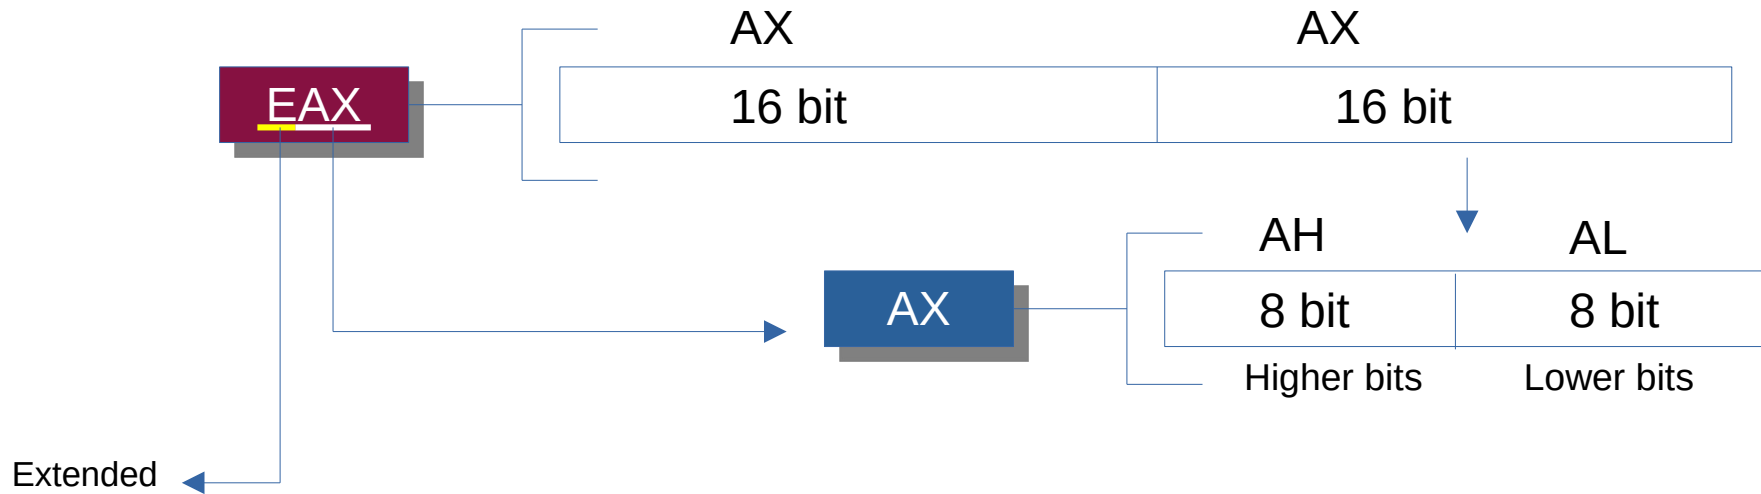 AX
AX
EAX
16 bit
16 bit
AH
AL
AX
8 bit
8 bit
Higher bits
Lower bits
Extended